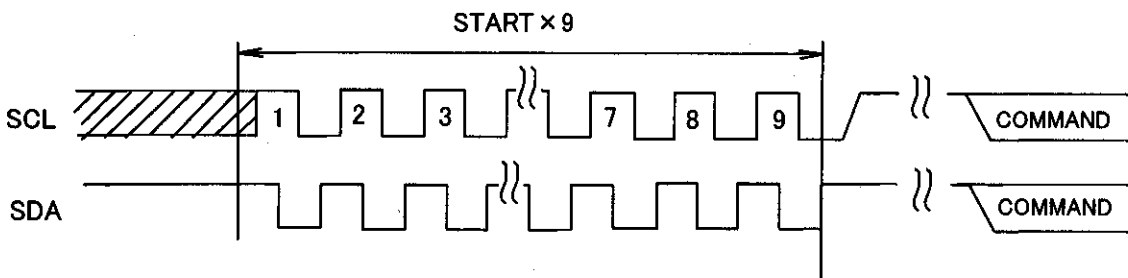 START×9
SCL 1 2 3 7 8 9 COMMAND
SDA COMMAND